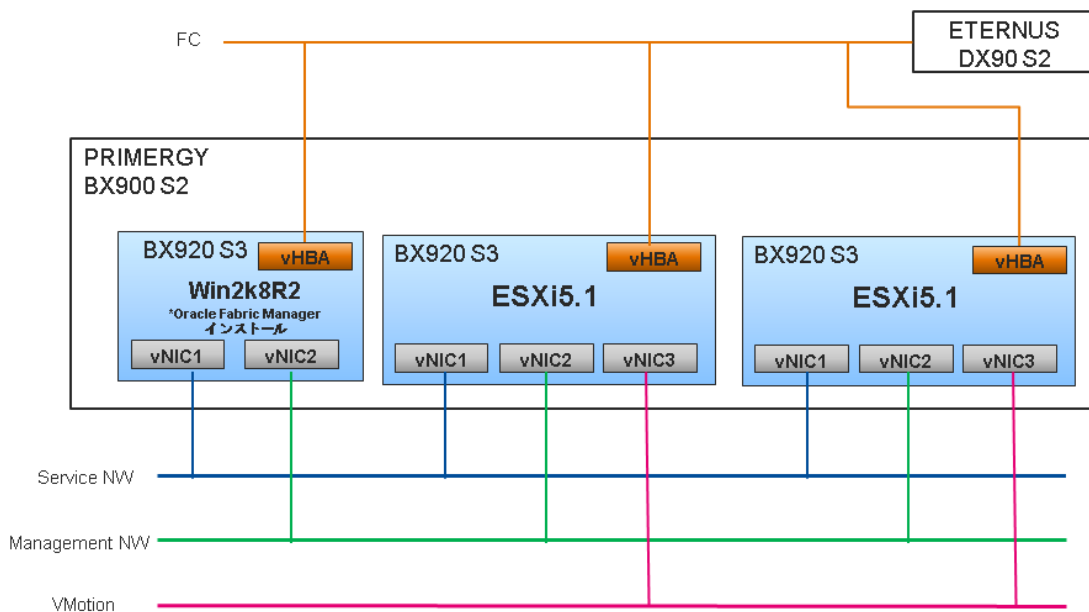 FC
ETERNUS
DX90 S2
PRIMERGY
BX900 S2
BX920 S3
vHBA
Win2k8R2
*Oracle Fabric Manager
インストール
vNIC1
vNIC2
BX920 S3
vHBA
ESXi5.1
vNIC1
vNIC2
vNIC3
BX920 S3
vHBA
ESXi5.1
vNIC1
vNIC2
vNIC3
Service NW
Management NW
VMotion